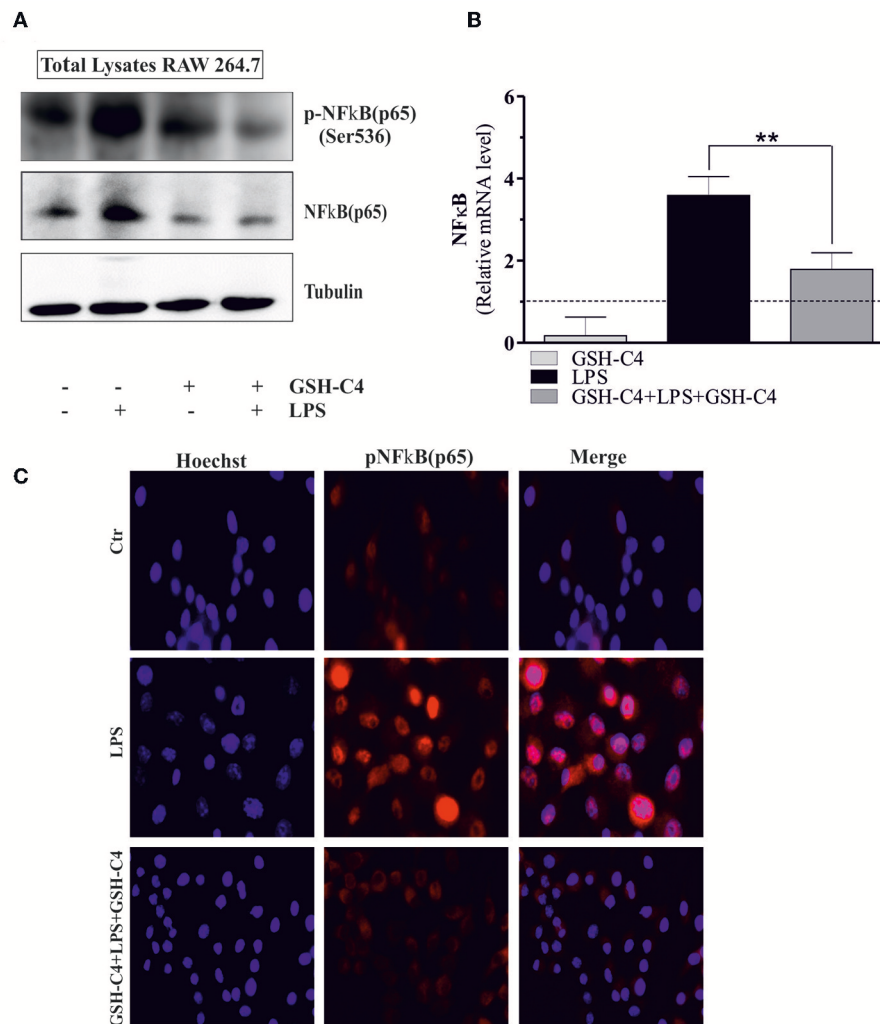 A
Total Lysates RAW 264.7
p-NFkB(p65)
(Ser536)
NFkB(p65)
Tubulin
- - + + GSH-C4
- + - + LPS
B
NFκB
(Relative mRNA level)
6
4
2
0
**
GSH-C4
LPS
GSH-C4+LPS+GSH-C4
C
Hoechst pNFkB(p65) Merge
Ctr
LPS
GSH-C4+LPS+GSH-C4